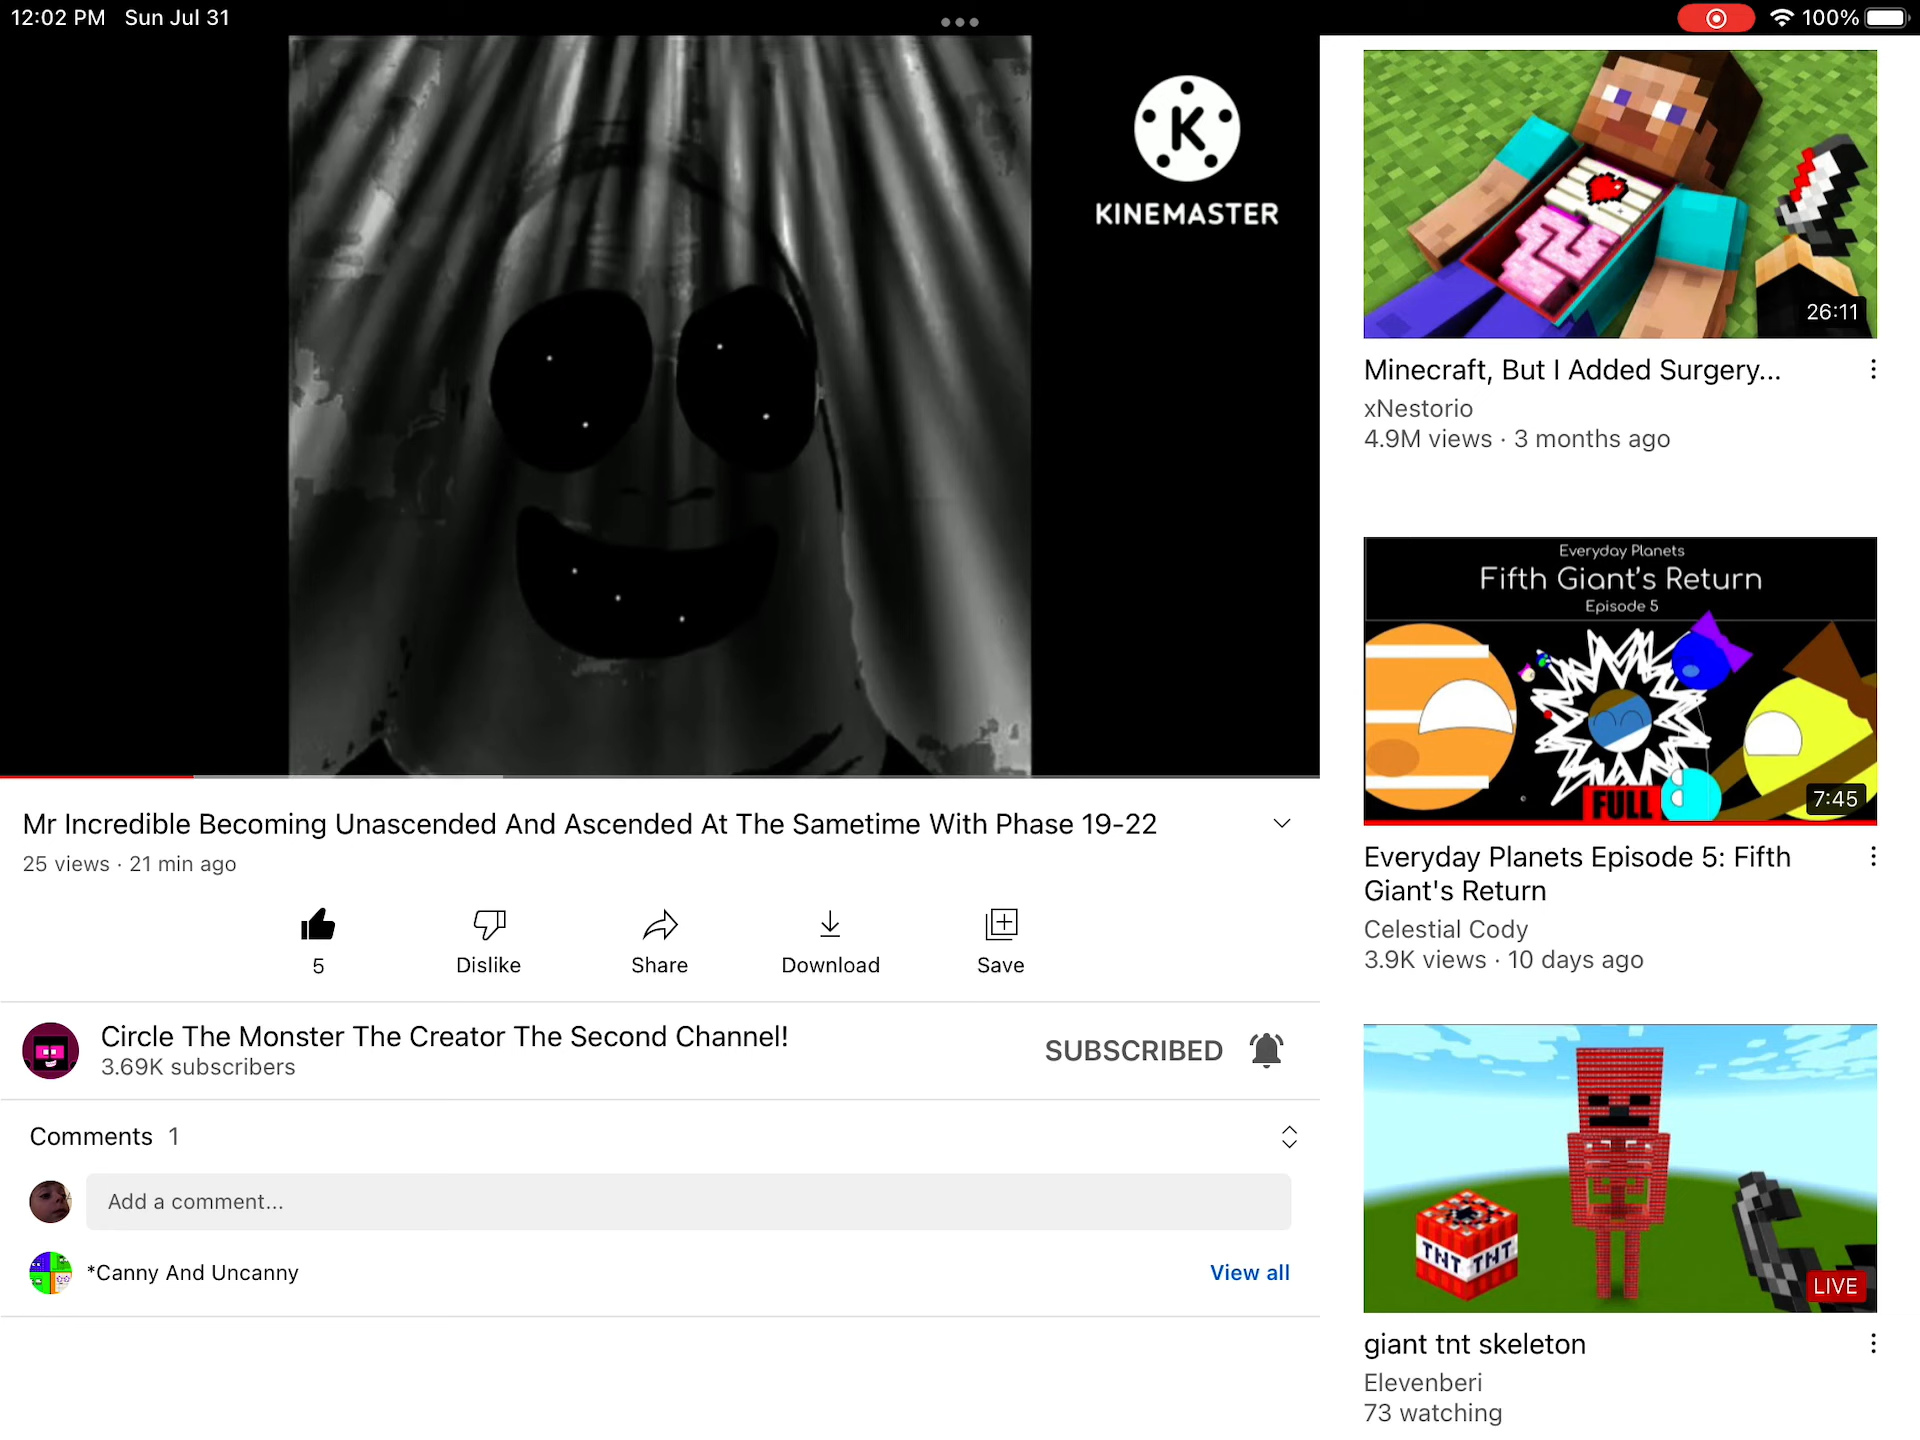 12:02 PM Sun Jul 31
100%
K
KINEMASTER
Mr Incredible Becoming Unascended And Ascended At The Sametime With Phase 19-22
25 views · 21 min ago
5
Dislike
Share
Download
Save
Circle The Monster The Creator The Second Channel!
3.69K subscribers
SUBSCRIBED
Comments 1
Add a comment...
*Canny And Uncanny
View all
26:11
Minecraft, But I Added Surgery...
xNestorio
4.9M views · 3 months ago
Everyday Planets
Fifth Giant's Return
Episode 5
FULL
7:45
Everyday Planets Episode 5: Fifth
Giant's Return
Celestial Cody
3.9K views · 10 days ago
TNT TNT
LIVE
giant tnt skeleton
Elevenberi
73 watching